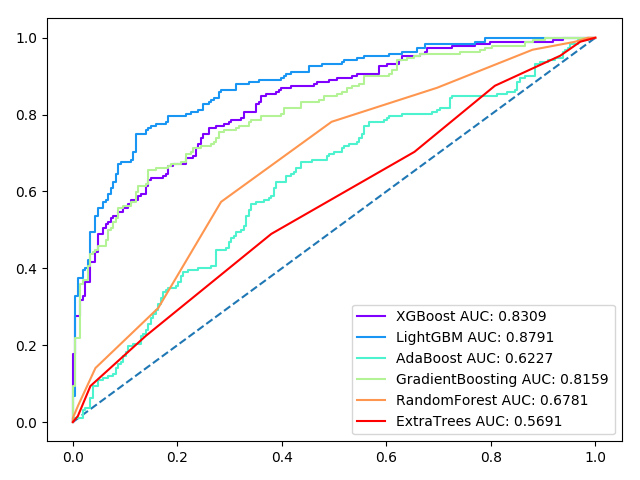 1.0
0.8
0.6
0.4
0.2
0.0
XGBoost AUC: 0.8309
LightGBM AUC: 0.8791
AdaBoost AUC: 0.6227
GradientBoosting AUC: 0.8159
RandomForest AUC: 0.6781
ExtraTrees AUC: 0.5691
0.0 0.2 0.4 0.6 0.8 1.0